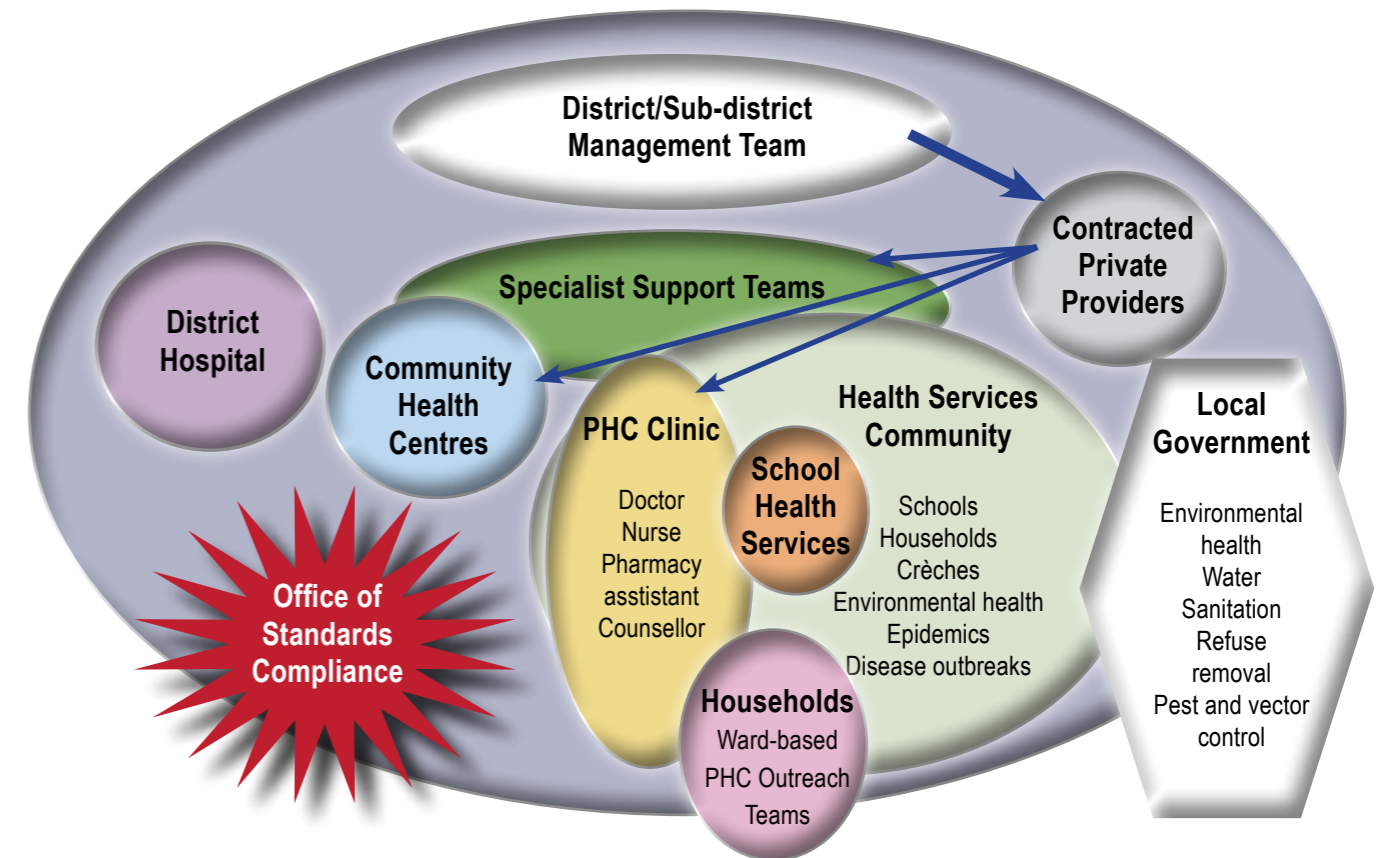 District/Sub-district
Management Team
Contracted
Private
Providers
Specialist Support Teams
District
Hospital
Community
Health
Centres
PHC Clinic
Doctor
Nurse
Pharmacy
asstistant
Counsellor
School
Health
Services
Health Services
Community
Schools
Households
Crèches
Environmental health
Epidemics
Disease outbreaks
Local
Government
Environmental
health
Water
Sanitation
Refuse
removal
Pest and vector
control
Office of
Standards
Compliance
Households
Ward-based
PHC Outreach
Teams